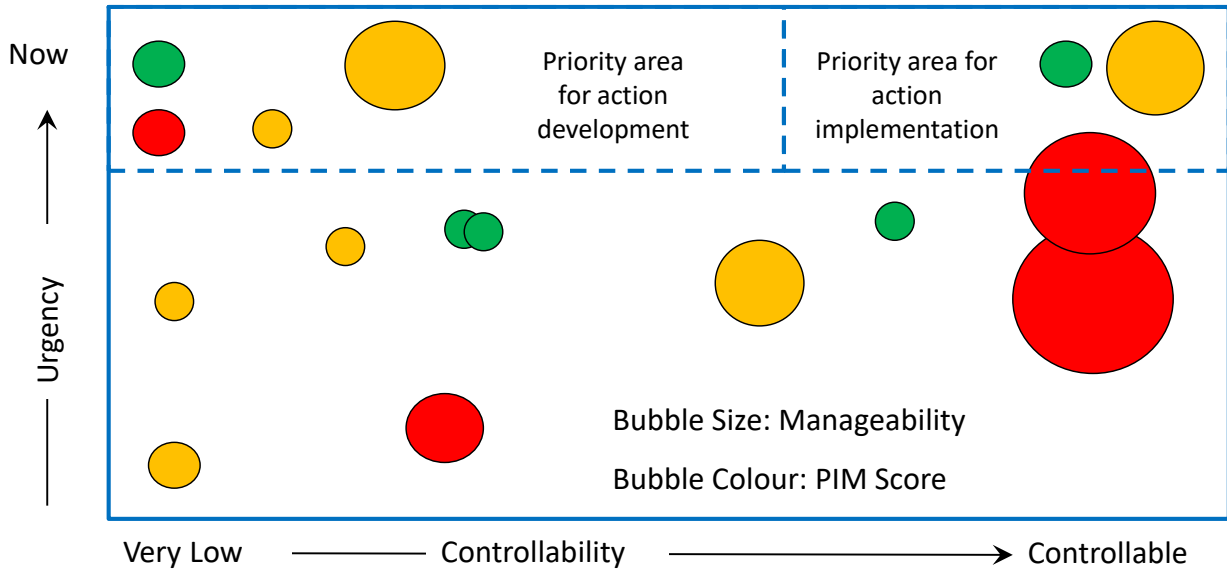 Now
Priority area
for action
development
Priority area for
action
implementation
Urgency
Bubble Size: Manageability
Bubble Colour: PIM Score
Very Low
Controllability
Controllable